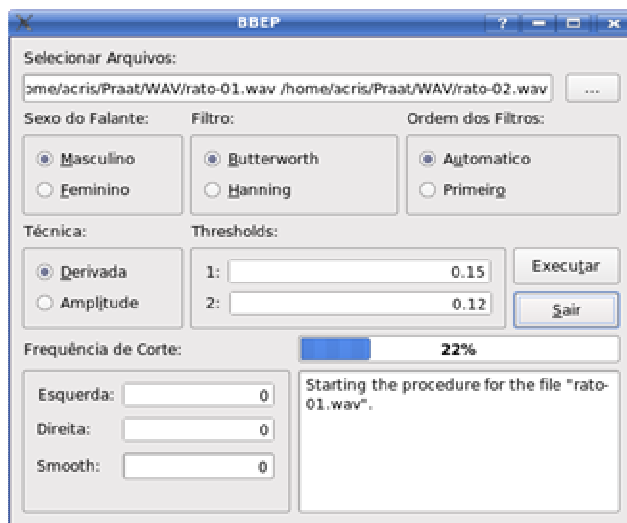 BBEP
Selecionar Arquivos:
ome/acris/Praat/WAV/rato-01.wav /home/acris/Praat/WAV/rato-02.wav
...
Sexo do Falante:
Masculino
Feminino
Filtro:
Butterworth
Hanning
Ordem dos Filtros:
Automatico
Primeiro
Técnica:
Derivada
Amplitude
Thresholds:
1: 0.15
2: 0.12
Executar
Sair
Frequência de Corte:
Esquerda: 0
Direita: 0
Smooth: 0
22%
Starting the procedure for the file "rato-
01.wav".